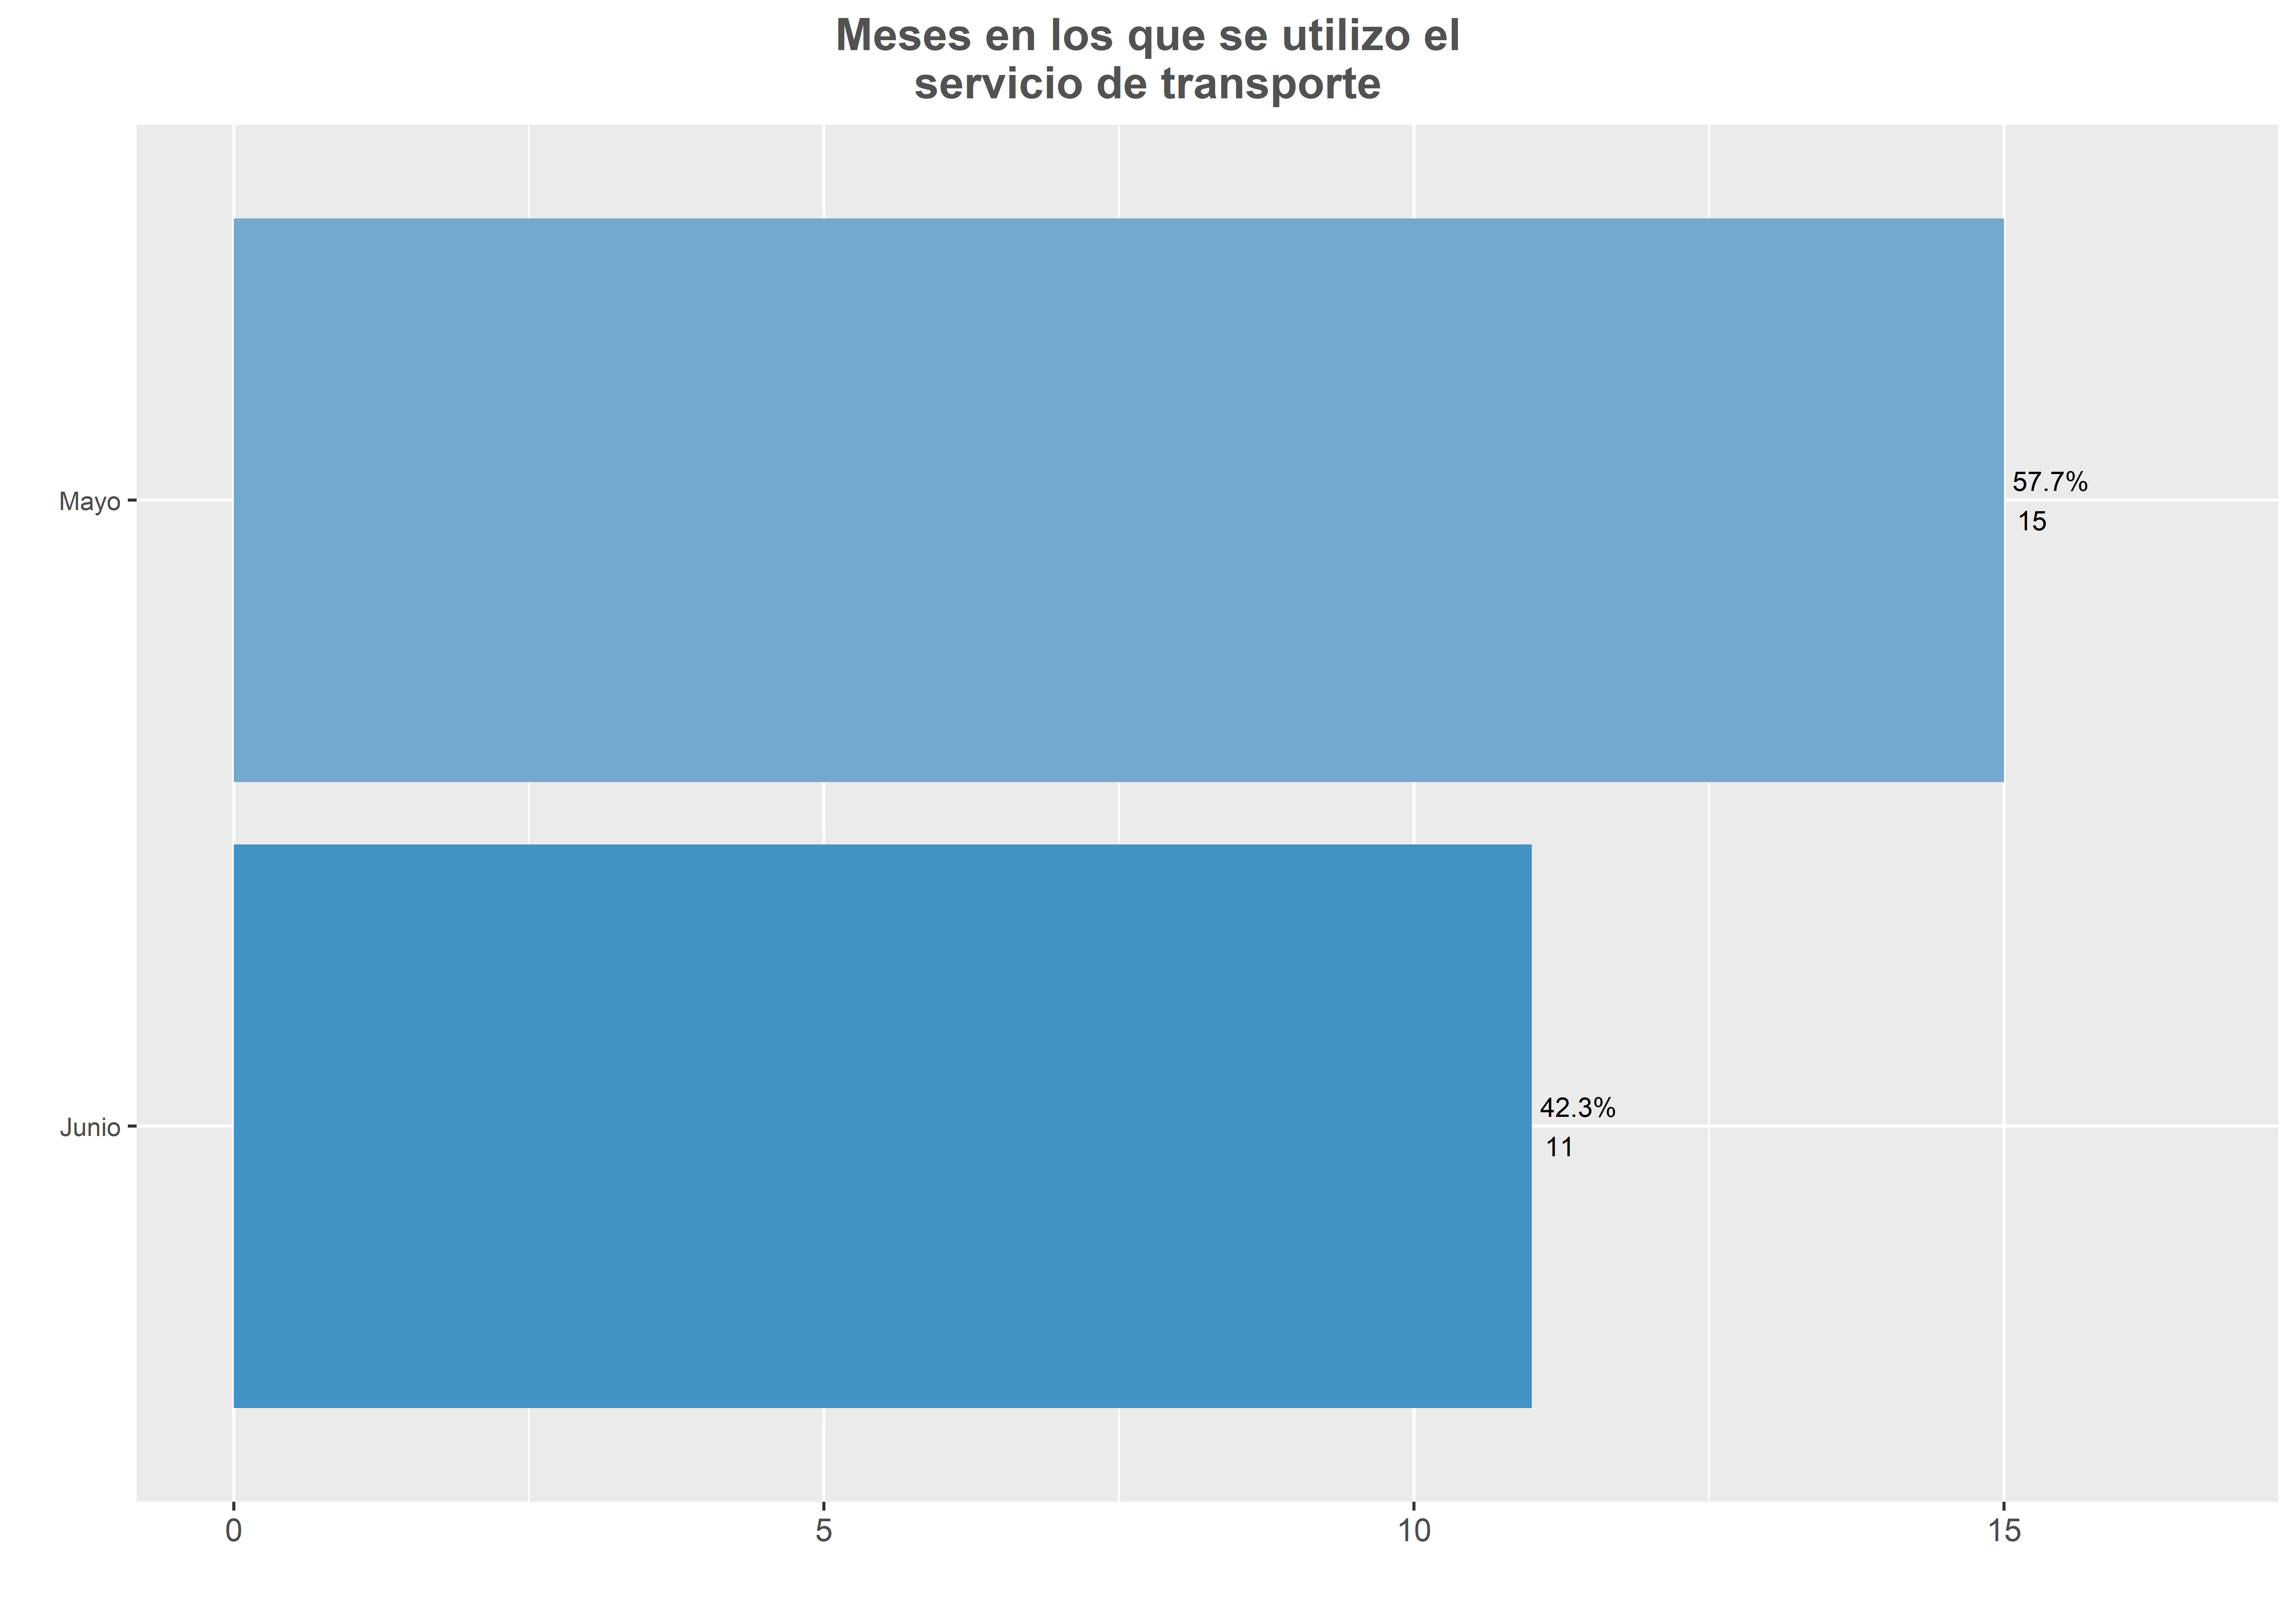 Meses en los que se utilizo el
servicio de transporte
Mayo
57.7%
15
Junio
42.3%
11
0 5 10 15